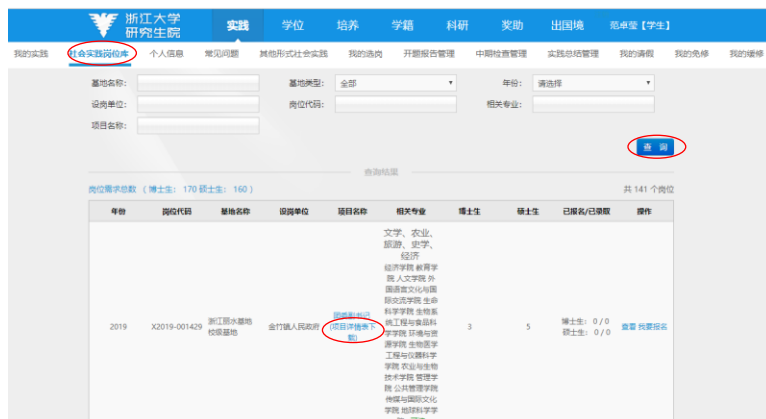 浙江大学
研究生院
实践 学位 培养 学籍 科研 奖助 出国境 范卓莹【学生】
我的实践 社会实践岗位库 个人信息 常见问题 其他形式社会实践 我的选岗 开题报告管理 中期检查管理 实践总结管理 我的请假 我的免修 我的缓修
基地名称: 基地类型: 全部 年份: 请选择
设岗单位: 岗位代码: 相关专业:
项目名称:
查 询
查询结果
岗位需求总数 (博士生: 170 硕士生: 160) 共 141 个岗位
年份 岗位代码 基地名称 设岗单位 项目名称 相关专业 博士生 硕士生 已报名/已录取 操作
文学、农业、
旅游、史学、
经济
经济学院 教育学
院 人文学院 外
国语言文化与国
际交流学院 生命
科学学院 生物系
统工程与食品科
学学院 环境与资
源学院 生物医学
工程与仪器科学
学院 农业与生物
技术学院 管理学
院 公共管理学院
传媒与国际文化
学院 地球科学学
2019 X2019-001429 浙江丽水基地
校级基地 金竹镇人民政府 团委副书记
(项目详情表下
载) 3 5 博士生: 0/0
硕士生: 0/0 查看 我要报名